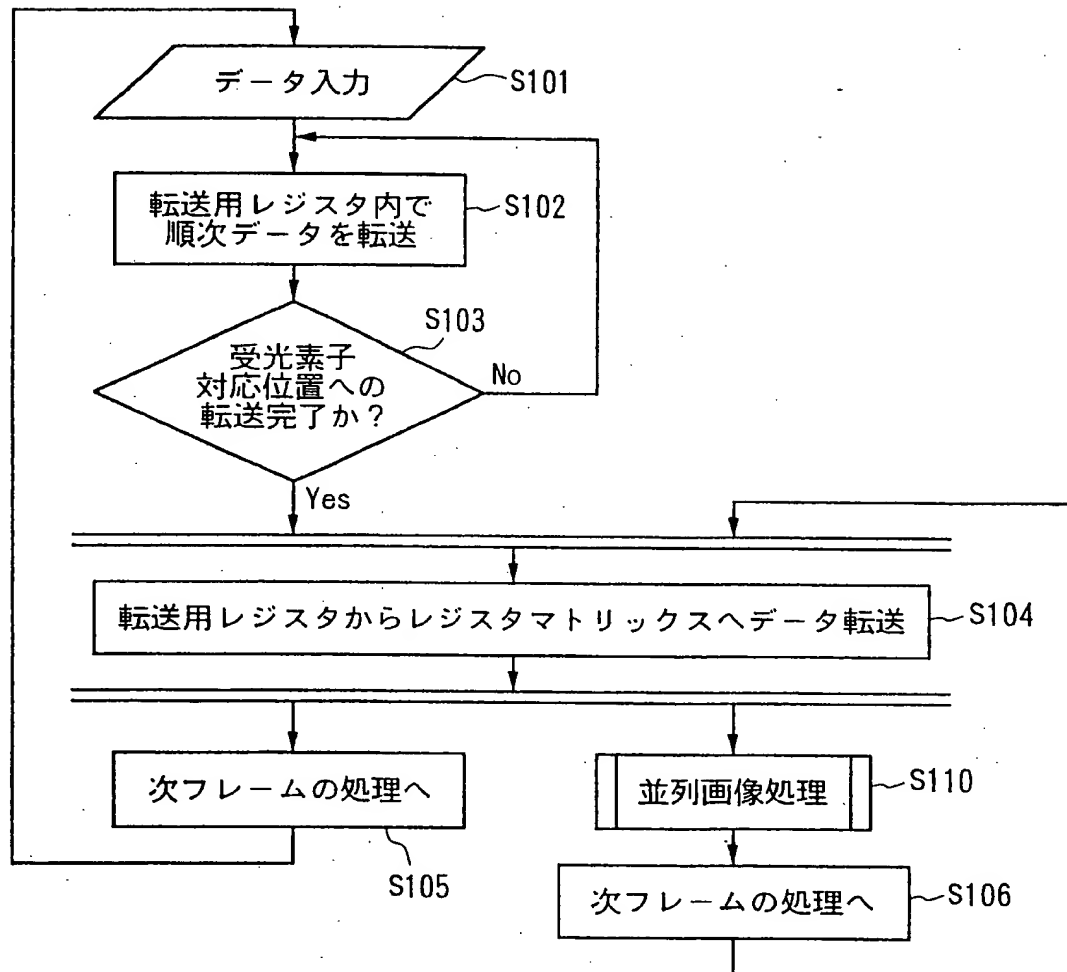 データ入力
S101
転送用レジスタ内で
順次データを転送
S102
S103
受光素子
対応位置への
転送完了か?
No
Yes
転送用レジスタからレジスタマトリックスへデータ転送
S104
次フレームの処理へ
S105
並列画像処理
S110
次フレームの処理へ
S106